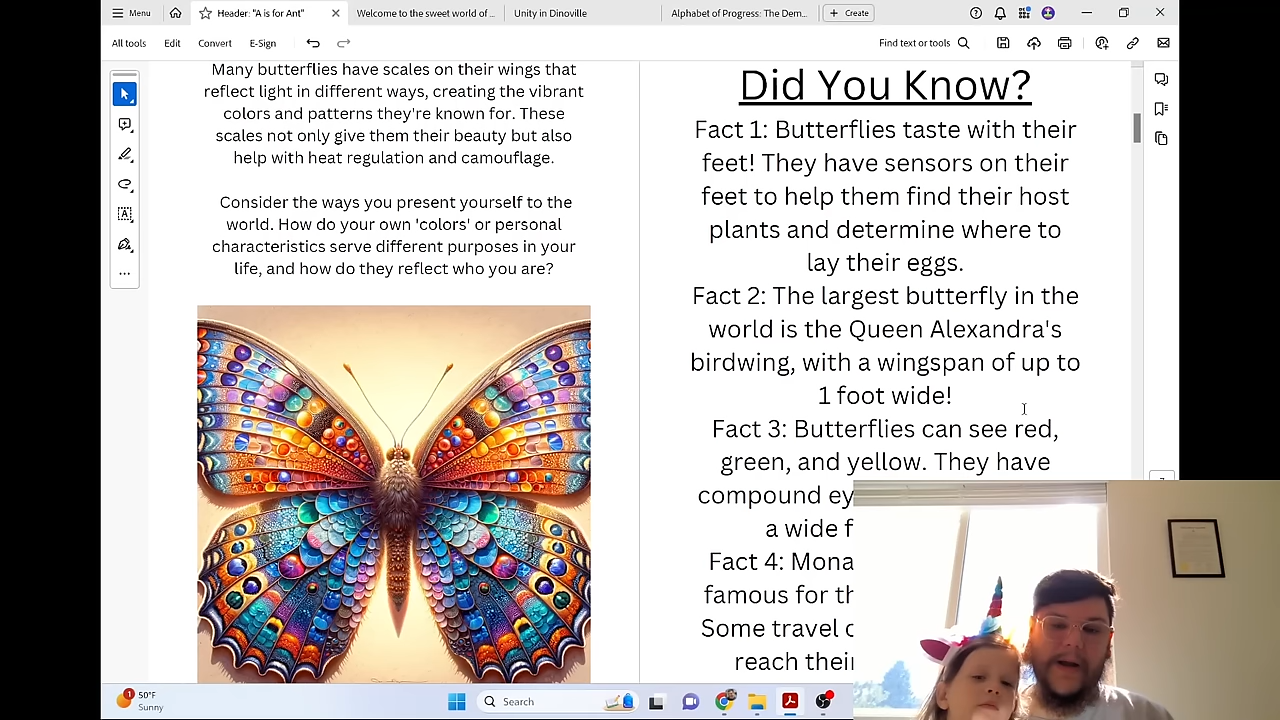 Menu
Header: "A is for Ant"
Welcome to the sweet world of ...
Unity in Dinoville
Alphabet of Progress: The Dem...
Create
All tools Edit Convert E-Sign
Find text or tools
Many butterflies have scales on their wings that
reflect light in different ways, creating the vibrant
colors and patterns they're known for. These
scales not only give them their beauty but also
help with heat regulation and camouflage.
Consider the ways you present yourself to the
world. How do your own 'colors' or personal
characteristics serve different purposes in your
life, and how do they reflect who you are?
Did You Know?
Fact 1: Butterflies taste with their
feet! They have sensors on their
feet to help them find their host
plants and determine where to
lay their eggs.
Fact 2: The largest butterfly in the
world is the Queen Alexandra's
birdwing, with a wingspan of up to
1 foot wide!
Fact 3: Butterflies can see red,
green, and yellow. They have
compound ey
a wide f
Fact 4: Mona
famous for th
Some travel
reach their
1
50°F
Sunny
Search